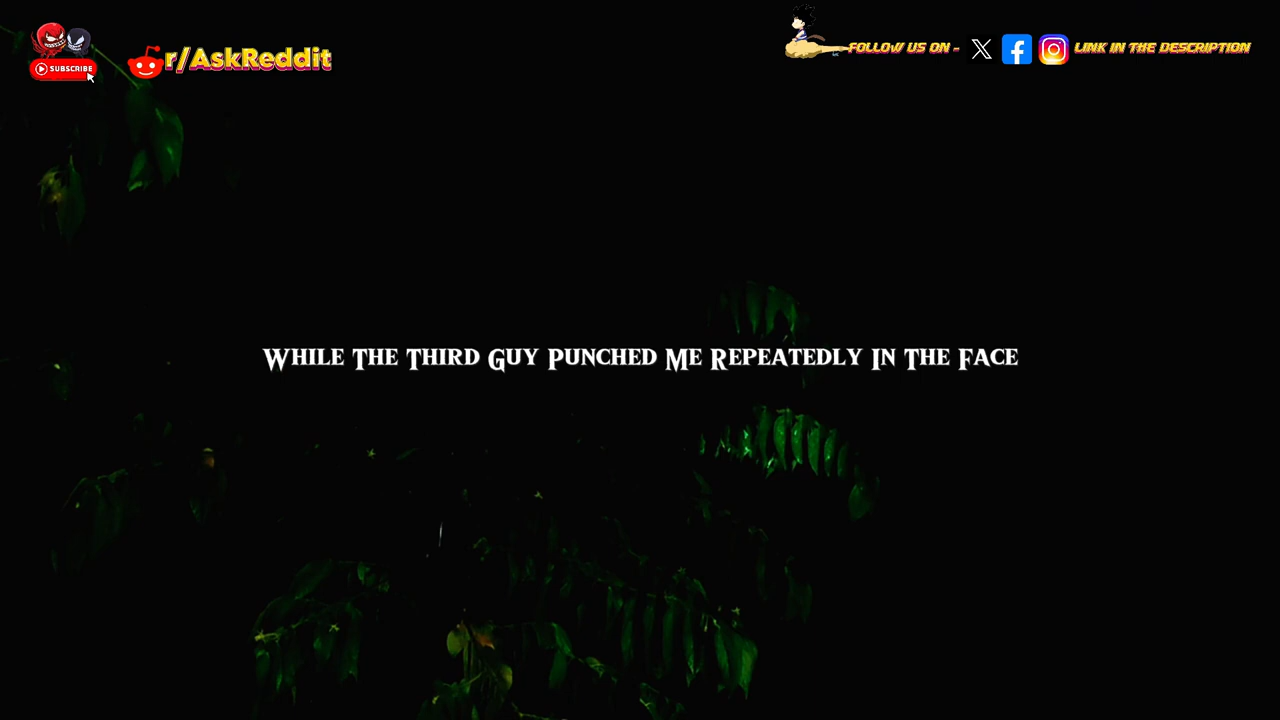 SUBSCRIBE
r/AskReddit
FOLLOW US ON -
LINK IN THE DESCRIPTION
While The Third Guy Punched Me Repeatedly In The Face